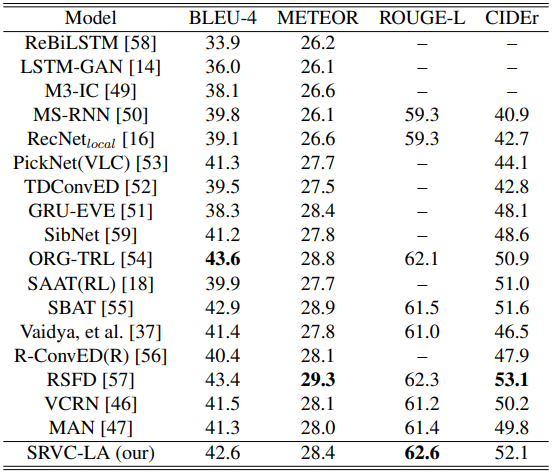 Model BLEU-4 METEOR ROUGE-L CIDEr
ReBiLSTM [58] 33.9 26.2 – –
LSTM-GAN [14] 36.0 26.1 – –
M3-IC [49] 38.1 26.6 – –
MS-RNN [50] 39.8 26.1 59.3 40.9
RecNetlocal [16] 39.1 26.6 59.3 42.7
PickNet(VLC) [53] 41.3 27.7 – 44.1
TDConvED [52] 39.5 27.5 – 42.8
GRU-EVE [51] 38.3 28.4 – 48.1
SibNet [59] 41.2 27.8 – 48.6
ORG-TRL [54] 43.6 28.8 62.1 50.9
SAAT(RL) [18] 39.9 27.7 – 51.0
SBAT [55] 42.9 28.9 61.5 51.6
Vaidya, et al. [37] 41.4 27.8 61.0 46.5
R-ConvED(R) [56] 40.4 28.1 – 47.9
RSFD [57] 43.4 29.3 62.3 53.1
VCRN [46] 41.5 28.1 61.2 50.2
MAN [47] 41.3 28.0 61.4 49.8
SRVC-LA (our) 42.6 28.4 62.6 52.1